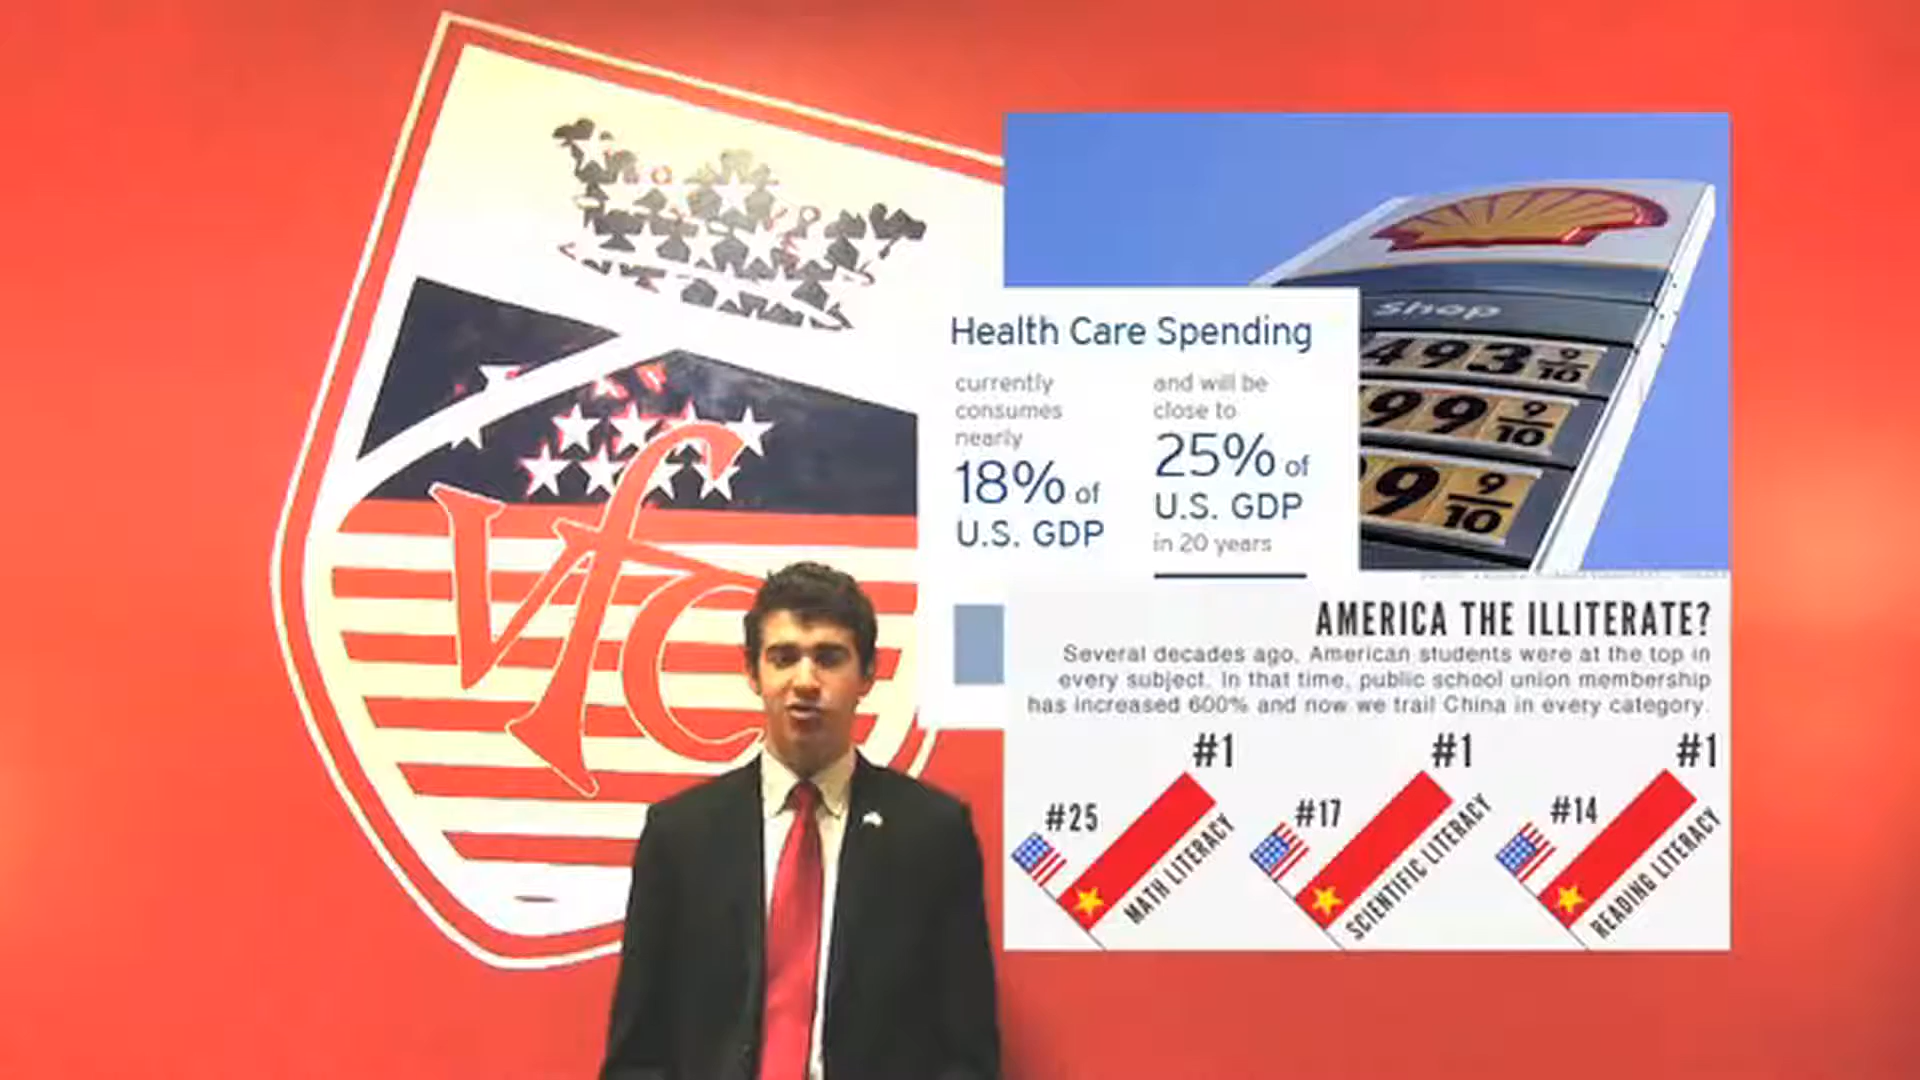 Shop
493 9/10
99 9/10
9 9/10
Health Care Spending
currently
consumes
nearly
18% of
U.S. GDP
and will be
close to
25% of
U.S. GDP
in 20 years
AMERICA THE ILLITERATE?
Several decades ago, American students were at the top in
every subject. In that time, public school union membership
has increased 600% and now we trail China in every category.
#25
#1
MATH LITERACY
#17
#1
SCIENTIFIC LITERACY
#14
#1
READING LITERACY
vfc